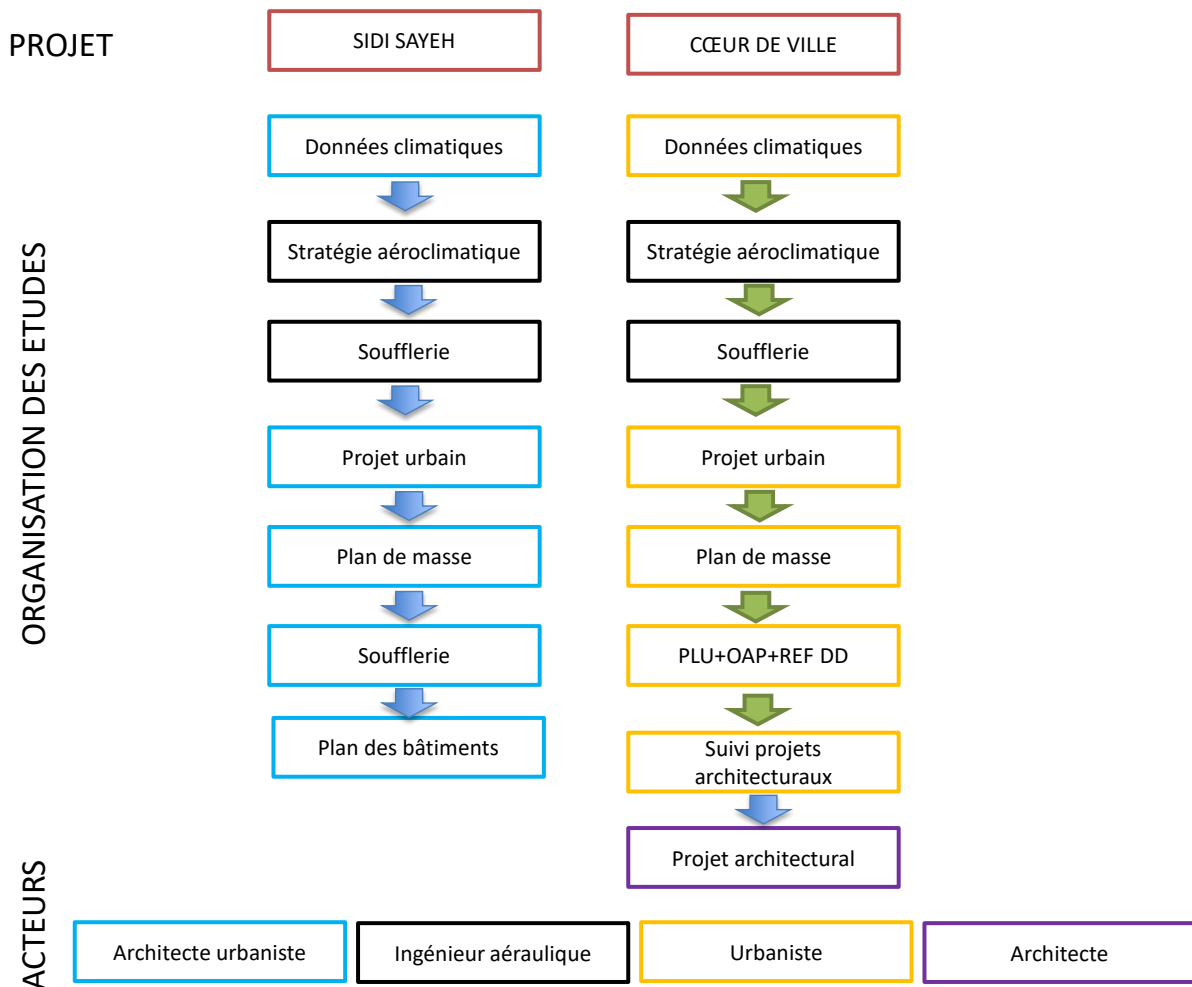 PROJET
SIDI SAYEH
CŒUR DE VILLE
ORGANISATION DES ETUDES
Données climatiques
Données climatiques
Stratégie aéroclimatique
Stratégie aéroclimatique
Soufflerie
Soufflerie
Projet urbain
Projet urbain
Plan de masse
Plan de masse
Soufflerie
PLU+OAP+REF DD
Plan des bâtiments
Suivi projets
architecturaux
Projet architectural
ACTEURS
Architecte urbaniste
Ingénieur aéraulique
Urbaniste
Architecte